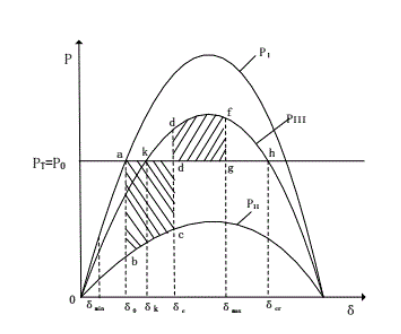 P
P_I
P_III
d f
a k h
P_T=P_0
d g
P_II
c
b
0
δ_min δ_0 δ_k δ_c δ_max δ_cr δ